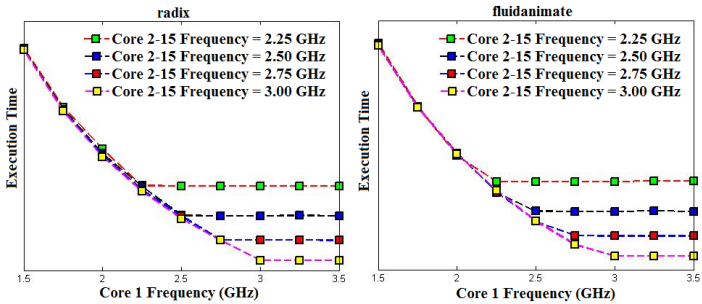 radix
Core 2-15 Frequency = 2.25 GHz
Core 2-15 Frequency = 2.50 GHz
Core 2-15 Frequency = 2.75 GHz
Core 2-15 Frequency = 3.00 GHz
Execution Time
1.5 2 2.5 3 3.5
Core 1 Frequency (GHz)
fluidanimate
Core 2-15 Frequency = 2.25 GHz
Core 2-15 Frequency = 2.50 GHz
Core 2-15 Frequency = 2.75 GHz
Core 2-15 Frequency = 3.00 GHz
Execution Time
1.5 2 2.5 3 3.5
Core 1 Frequency (GHz)